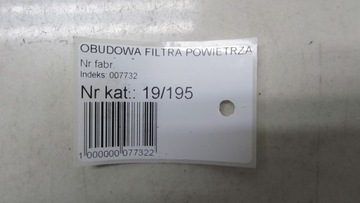 OBUDOWA FILTRA POWIETRZA
Nr fabr.
Indeks: 007732
Nr kat.: 19/195
1 000000 077322